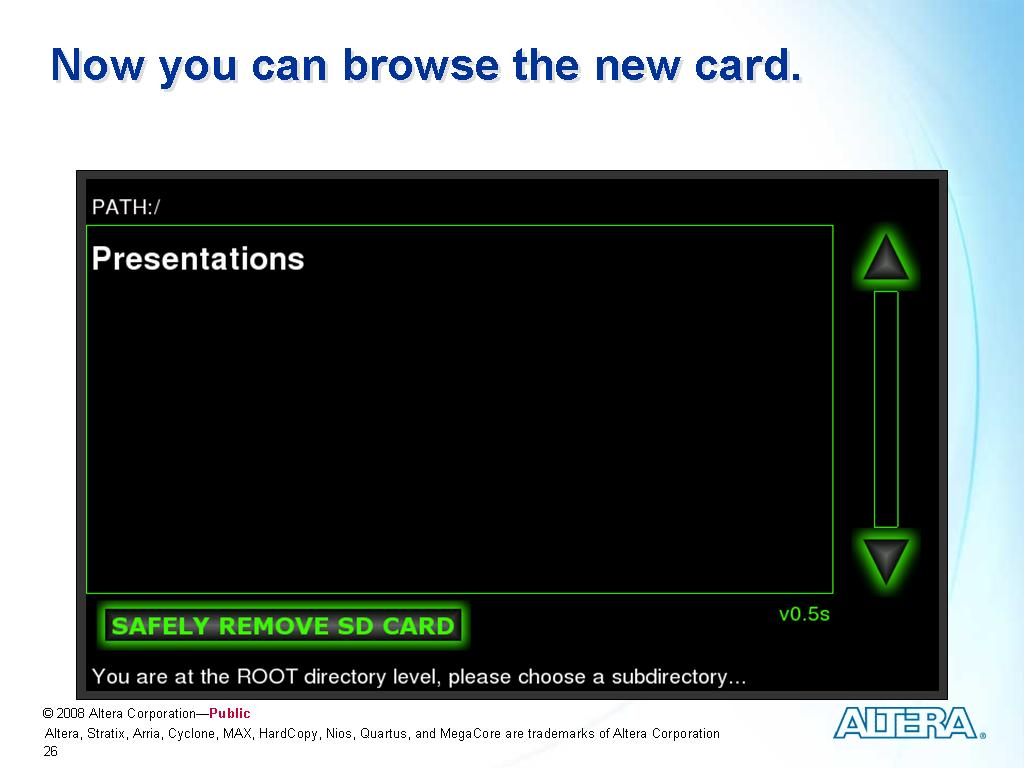 Now you can browse the new card.
PATH:/
Presentations
v0.5s
SAFELY REMOVE SD CARD
You are at the ROOT directory level, please choose a subdirectory...
© 2008 Altera Corporation—Public
Altera, Stratix, Arria, Cyclone, MAX, HardCopy, Nios, Quartus, and MegaCore are trademarks of Altera Corporation
26
ALTERA®